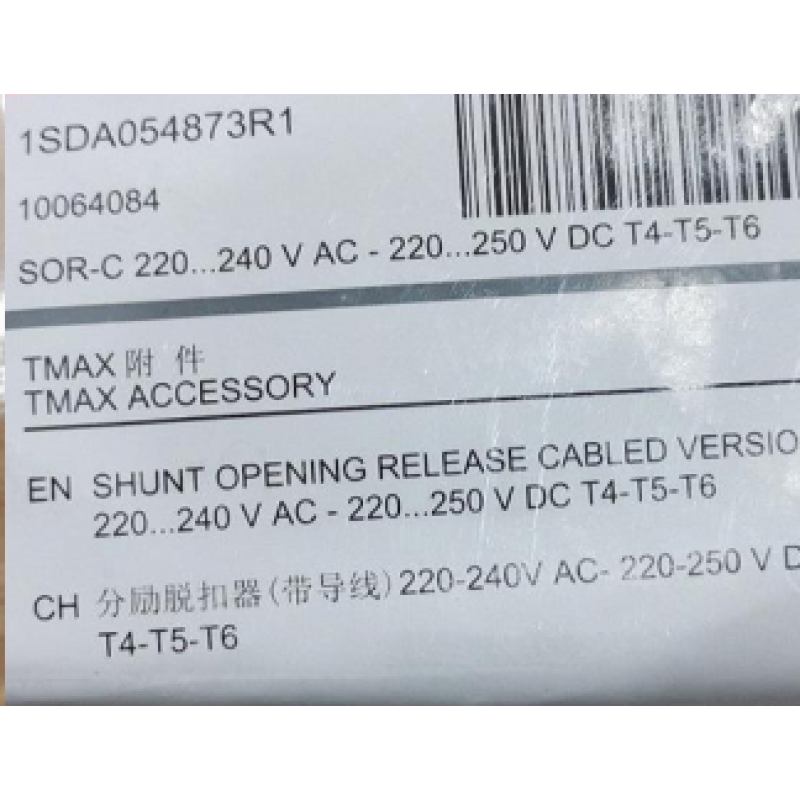 1SDA054873R1
10064084
SOR-C 220...240 V AC - 220...250 V DC T4-T5-T6
TMAX 附 件
TMAX ACCESSORY
EN SHUNT OPENING RELEASE CABLED VERSIO
220...240 V AC - 220...250 V DC T4-T5-T6
CH 分励脱扣器(带导线)220-240V AC- 220-250 V D
T4-T5-T6